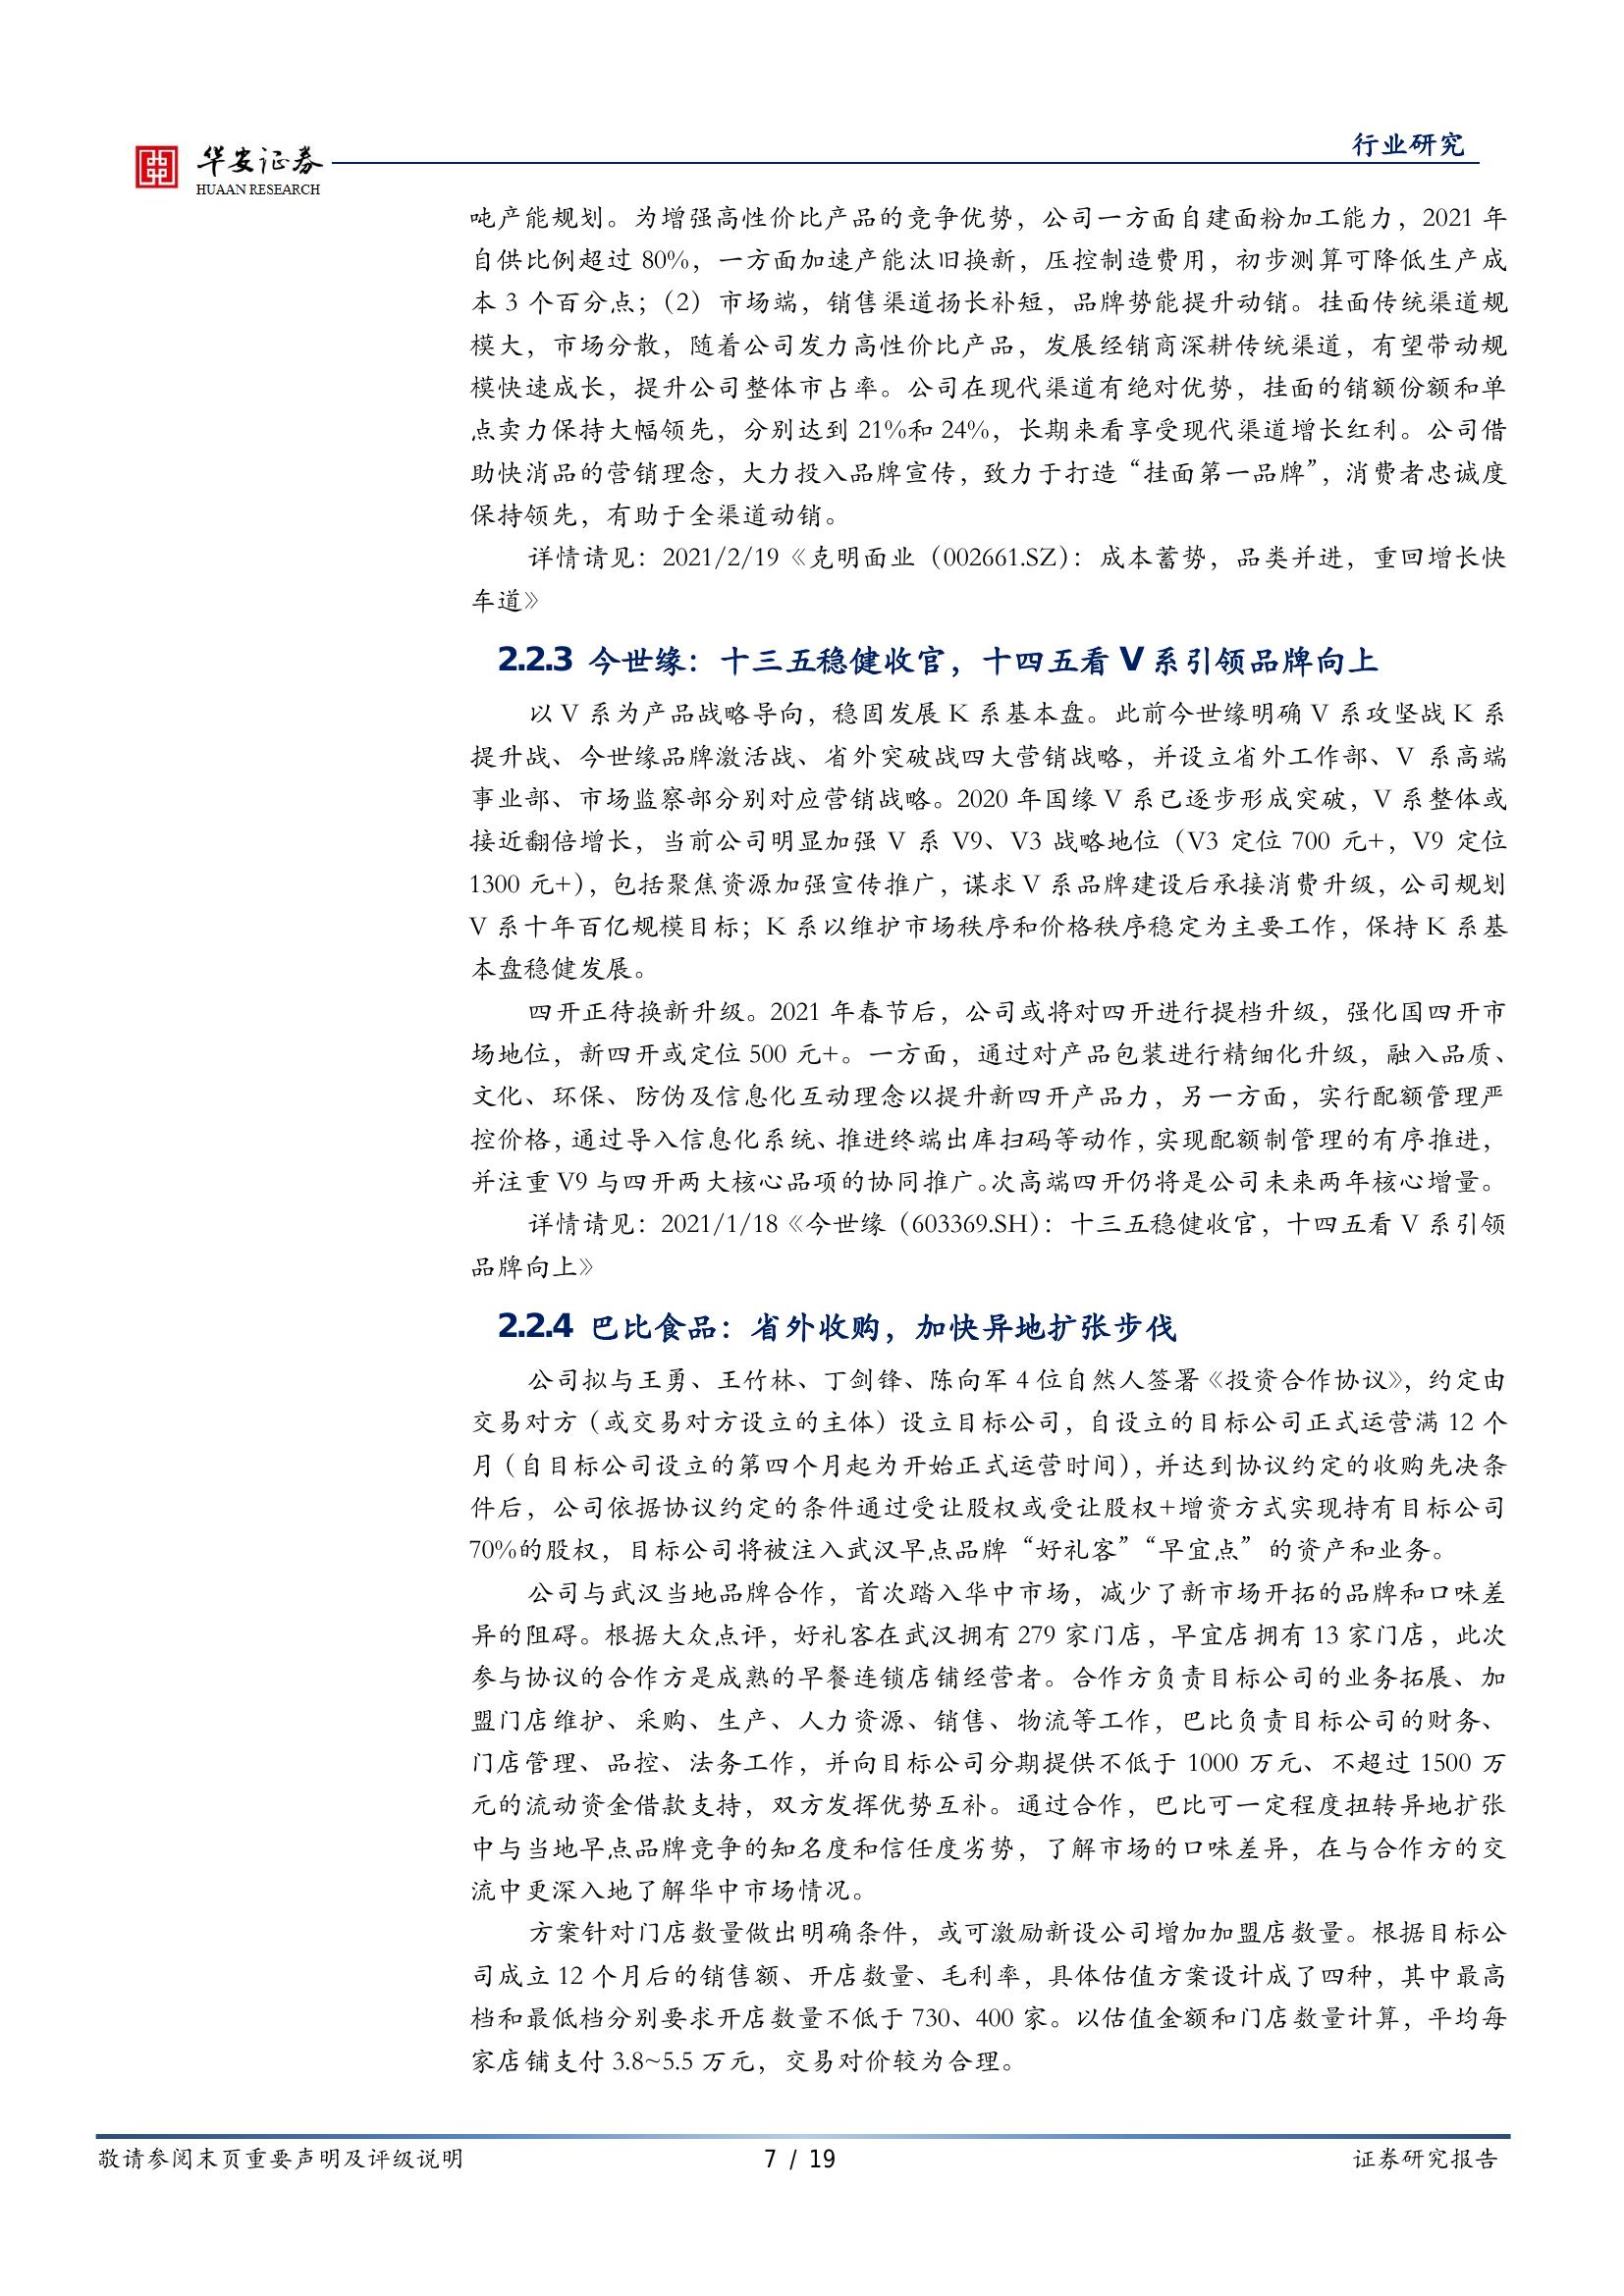 华安证券
HUAAN RESEARCH
行业研究
吨产能规划。为增强高性价比产品的竞争优势，公司一方面自建面粉加工能力，2021 年
自供比例超过 80%，一方面加速产能汰旧换新，压控制造费用，初步测算可降低生产成
本 3 个百分点；（2）市场端，销售渠道扬长补短，品牌势能提升动销。挂面传统渠道规
模大，市场分散，随着公司发力高性价比产品，发展经销商深耕传统渠道，有望带动规
模快速成长，提升公司整体市占率。公司在现代渠道有绝对优势，挂面的销额份额和单
点卖力保持大幅领先，分别达到 21%和 24%，长期来看享受现代渠道增长红利。公司借
助快消品的营销理念，大力投入品牌宣传，致力于打造“挂面第一品牌”，消费者忠诚度
保持领先，有助于全渠道动销。
详情请见：2021/2/19《克明面业（002661.SZ）：成本蓄势，品类并进，重回增长快
车道》
2.2.3 今世缘：十三五稳健收官，十四五看 V 系引领品牌向上
以 V 系为产品战略导向，稳固发展 K 系基本盘。此前今世缘明确 V 系攻坚战 K 系
提升战、今世缘品牌激活战、省外突破战四大营销战略，并设立省外工作部、V 系高端
事业部、市场监察部分别对应营销战略。2020 年国缘 V 系已逐步形成突破，V 系整体或
接近翻倍增长，当前公司明显加强 V 系 V9、V3 战略地位（V3 定位 700 元+，V9 定位
1300 元+），包括聚焦资源加强宣传推广，谋求 V 系品牌建设后承接消费升级，公司规划
V 系十年百亿规模目标；K 系以维护市场秩序和价格秩序稳定为主要工作，保持 K 系基
本盘稳健发展。
四开正待换新升级。2021 年春节后，公司或将对四开进行提档升级，强化国四开市
场地位，新四开或定位 500 元+。一方面，通过对产品包装进行精细化升级，融入品质、
文化、环保、防伪及信息化互动理念以提升新四开产品力，另一方面，实行配额管理严
控价格，通过导入信息化系统、推进终端出库扫码等动作，实现配额制管理的有序推进，
并注重 V9 与四开两大核心品项的协同推广。次高端四开仍将是公司未来两年核心增量。
详情请见：2021/1/18《今世缘（603369.SH）：十三五稳健收官，十四五看 V 系引领
品牌向上》
2.2.4 巴比食品：省外收购，加快异地扩张步伐
公司拟与王勇、王竹林、丁剑锋、陈向军 4 位自然人签署《投资合作协议》，约定由
交易对方（或交易对方设立的主体）设立目标公司，自设立的目标公司正式运营满 12 个
月（自目标公司设立的第四个月起为开始正式运营时间），并达到协议约定的收购先决条
件后，公司依据协议约定的条件通过受让股权或受让股权+增资方式实现持有目标公司
70%的股权，目标公司将被注入武汉早点品牌“好礼客”“早宜点”的资产和业务。
公司与武汉当地品牌合作，首次踏入华中市场，减少了新市场开拓的品牌和口味差
异的阻碍。根据大众点评，好礼客在武汉拥有 279 家门店，早宜店拥有 13 家门店，此次
参与协议的合作方是成熟的早餐连锁店铺经营者。合作方负责目标公司的业务拓展、加
盟门店维护、采购、生产、人力资源、销售、物流等工作，巴比负责目标公司的财务、
门店管理、品控、法务工作，并向目标公司分期提供不低于 1000 万元、不超过 1500 万
元的流动资金借款支持，双方发挥优势互补。通过合作，巴比可一定程度扭转异地扩张
中与当地早点品牌竞争的知名度和信任度劣势，了解市场的口味差异，在与合作方的交
流中更深入地了解华中市场情况。
方案针对门店数量做出明确条件，或可激励新设公司增加加盟店数量。根据目标公
司成立 12 个月后的销售额、开店数量、毛利率，具体估值方案设计成了四种，其中最高
档和最低档分别要求开店数量不低于 730、400 家。以估值金额和门店数量计算，平均每
家店铺支付 3.8~5.5 万元，交易对价较为合理。
敬请参阅末页重要声明及评级说明
7 / 19
证券研究报告